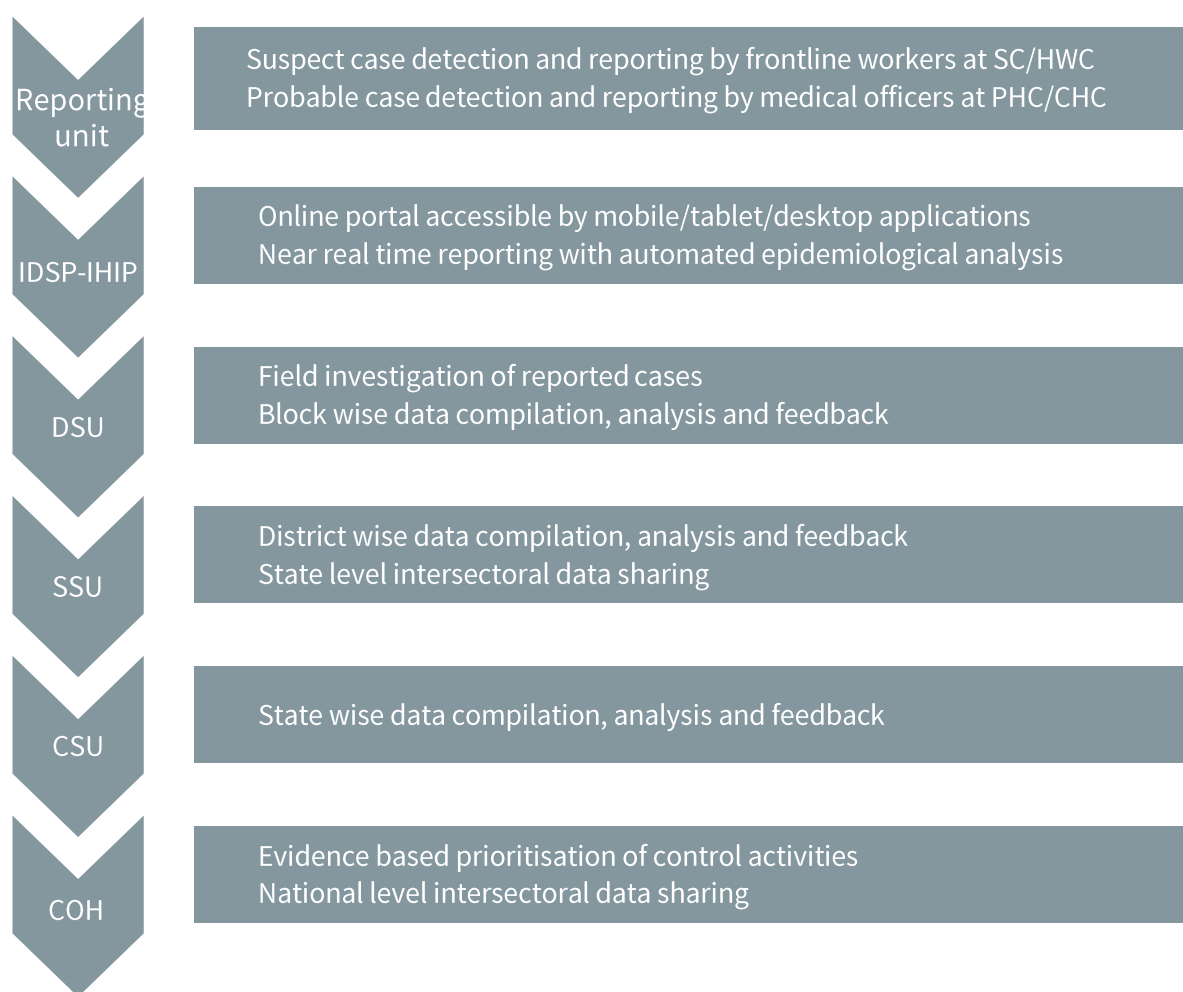 Reporting
unit
Suspect case detection and reporting by frontline workers at SC/HWC
Probable case detection and reporting by medical officers at PHC/CHC
IDSP-IHIP
Online portal accessible by mobile/tablet/desktop applications
Near real time reporting with automated epidemiological analysis
DSU
Field investigation of reported cases
Block wise data compilation, analysis and feedback
SSU
District wise data compilation, analysis and feedback
State level intersectoral data sharing
CSU
State wise data compilation, analysis and feedback
COH
Evidence based prioritisation of control activities
National level intersectoral data sharing